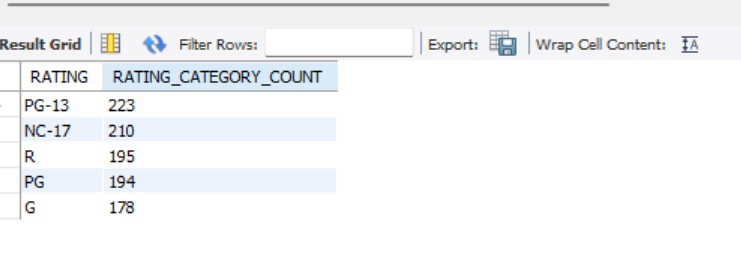 Result Grid Filter Rows: Export: Wrap Cell Content: IA
RATING RATING_CATEGORY_COUNT
PG-13 223
NC-17 210
R 195
PG 194
G 178